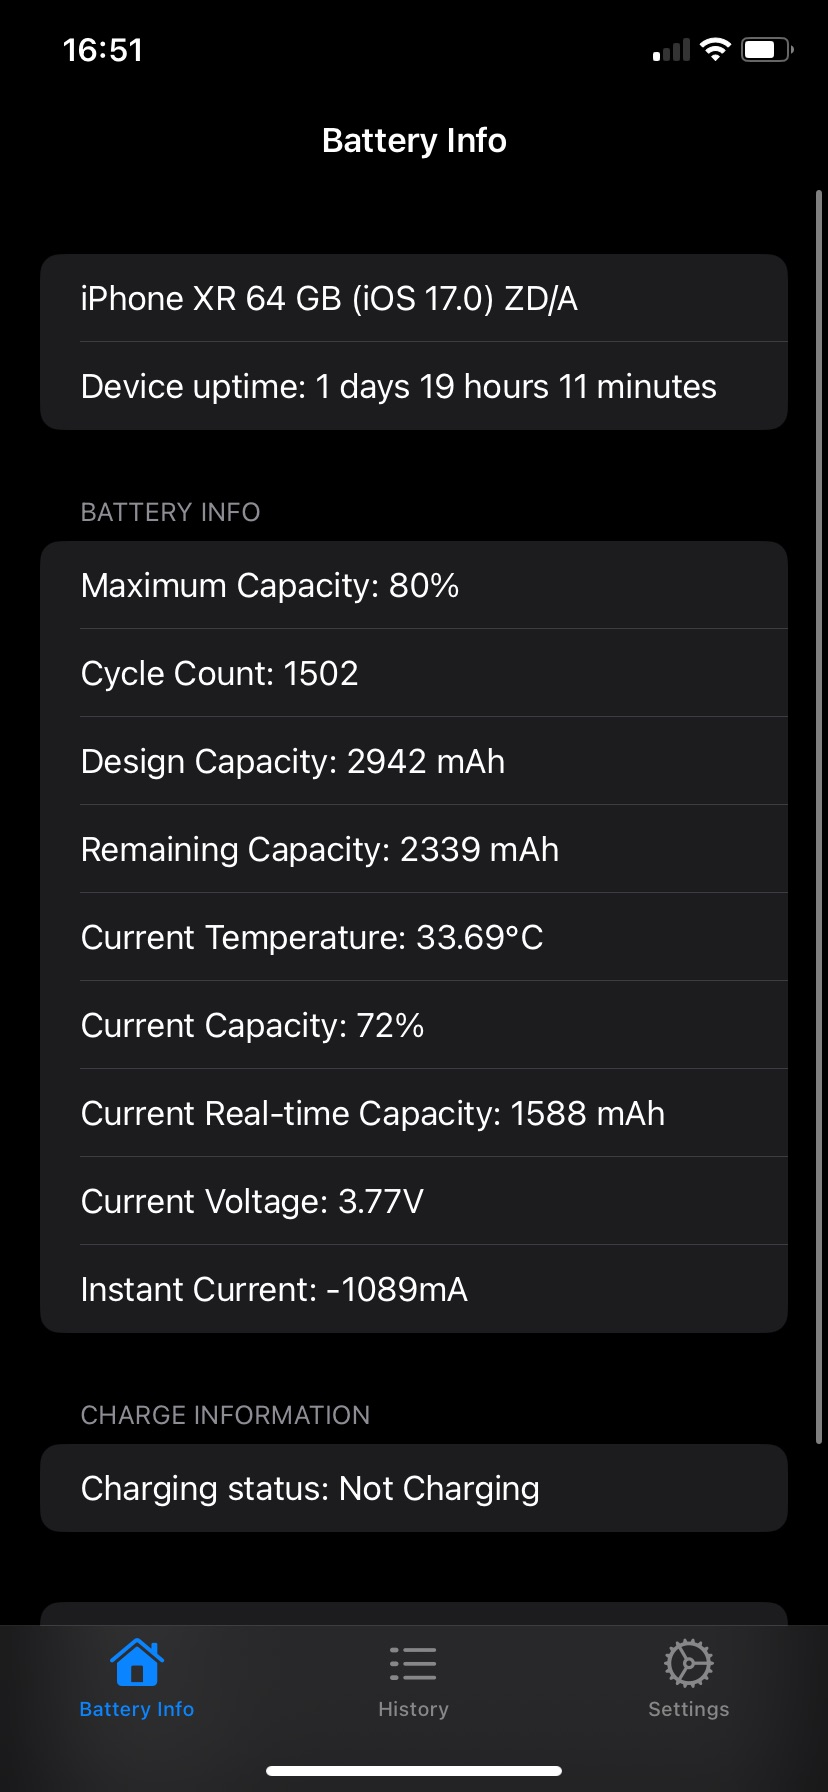 16:51
Battery Info
iPhone XR 64 GB (iOS 17.0) ZD/A
Device uptime: 1 days 19 hours 11 minutes
BATTERY INFO
Maximum Capacity: 80%
Cycle Count: 1502
Design Capacity: 2942 mAh
Remaining Capacity: 2339 mAh
Current Temperature: 33.69°C
Current Capacity: 72%
Current Real-time Capacity: 1588 mAh
Current Voltage: 3.77V
Instant Current: -1089mA
CHARGE INFORMATION
Charging status: Not Charging
Battery Info
History
Settings